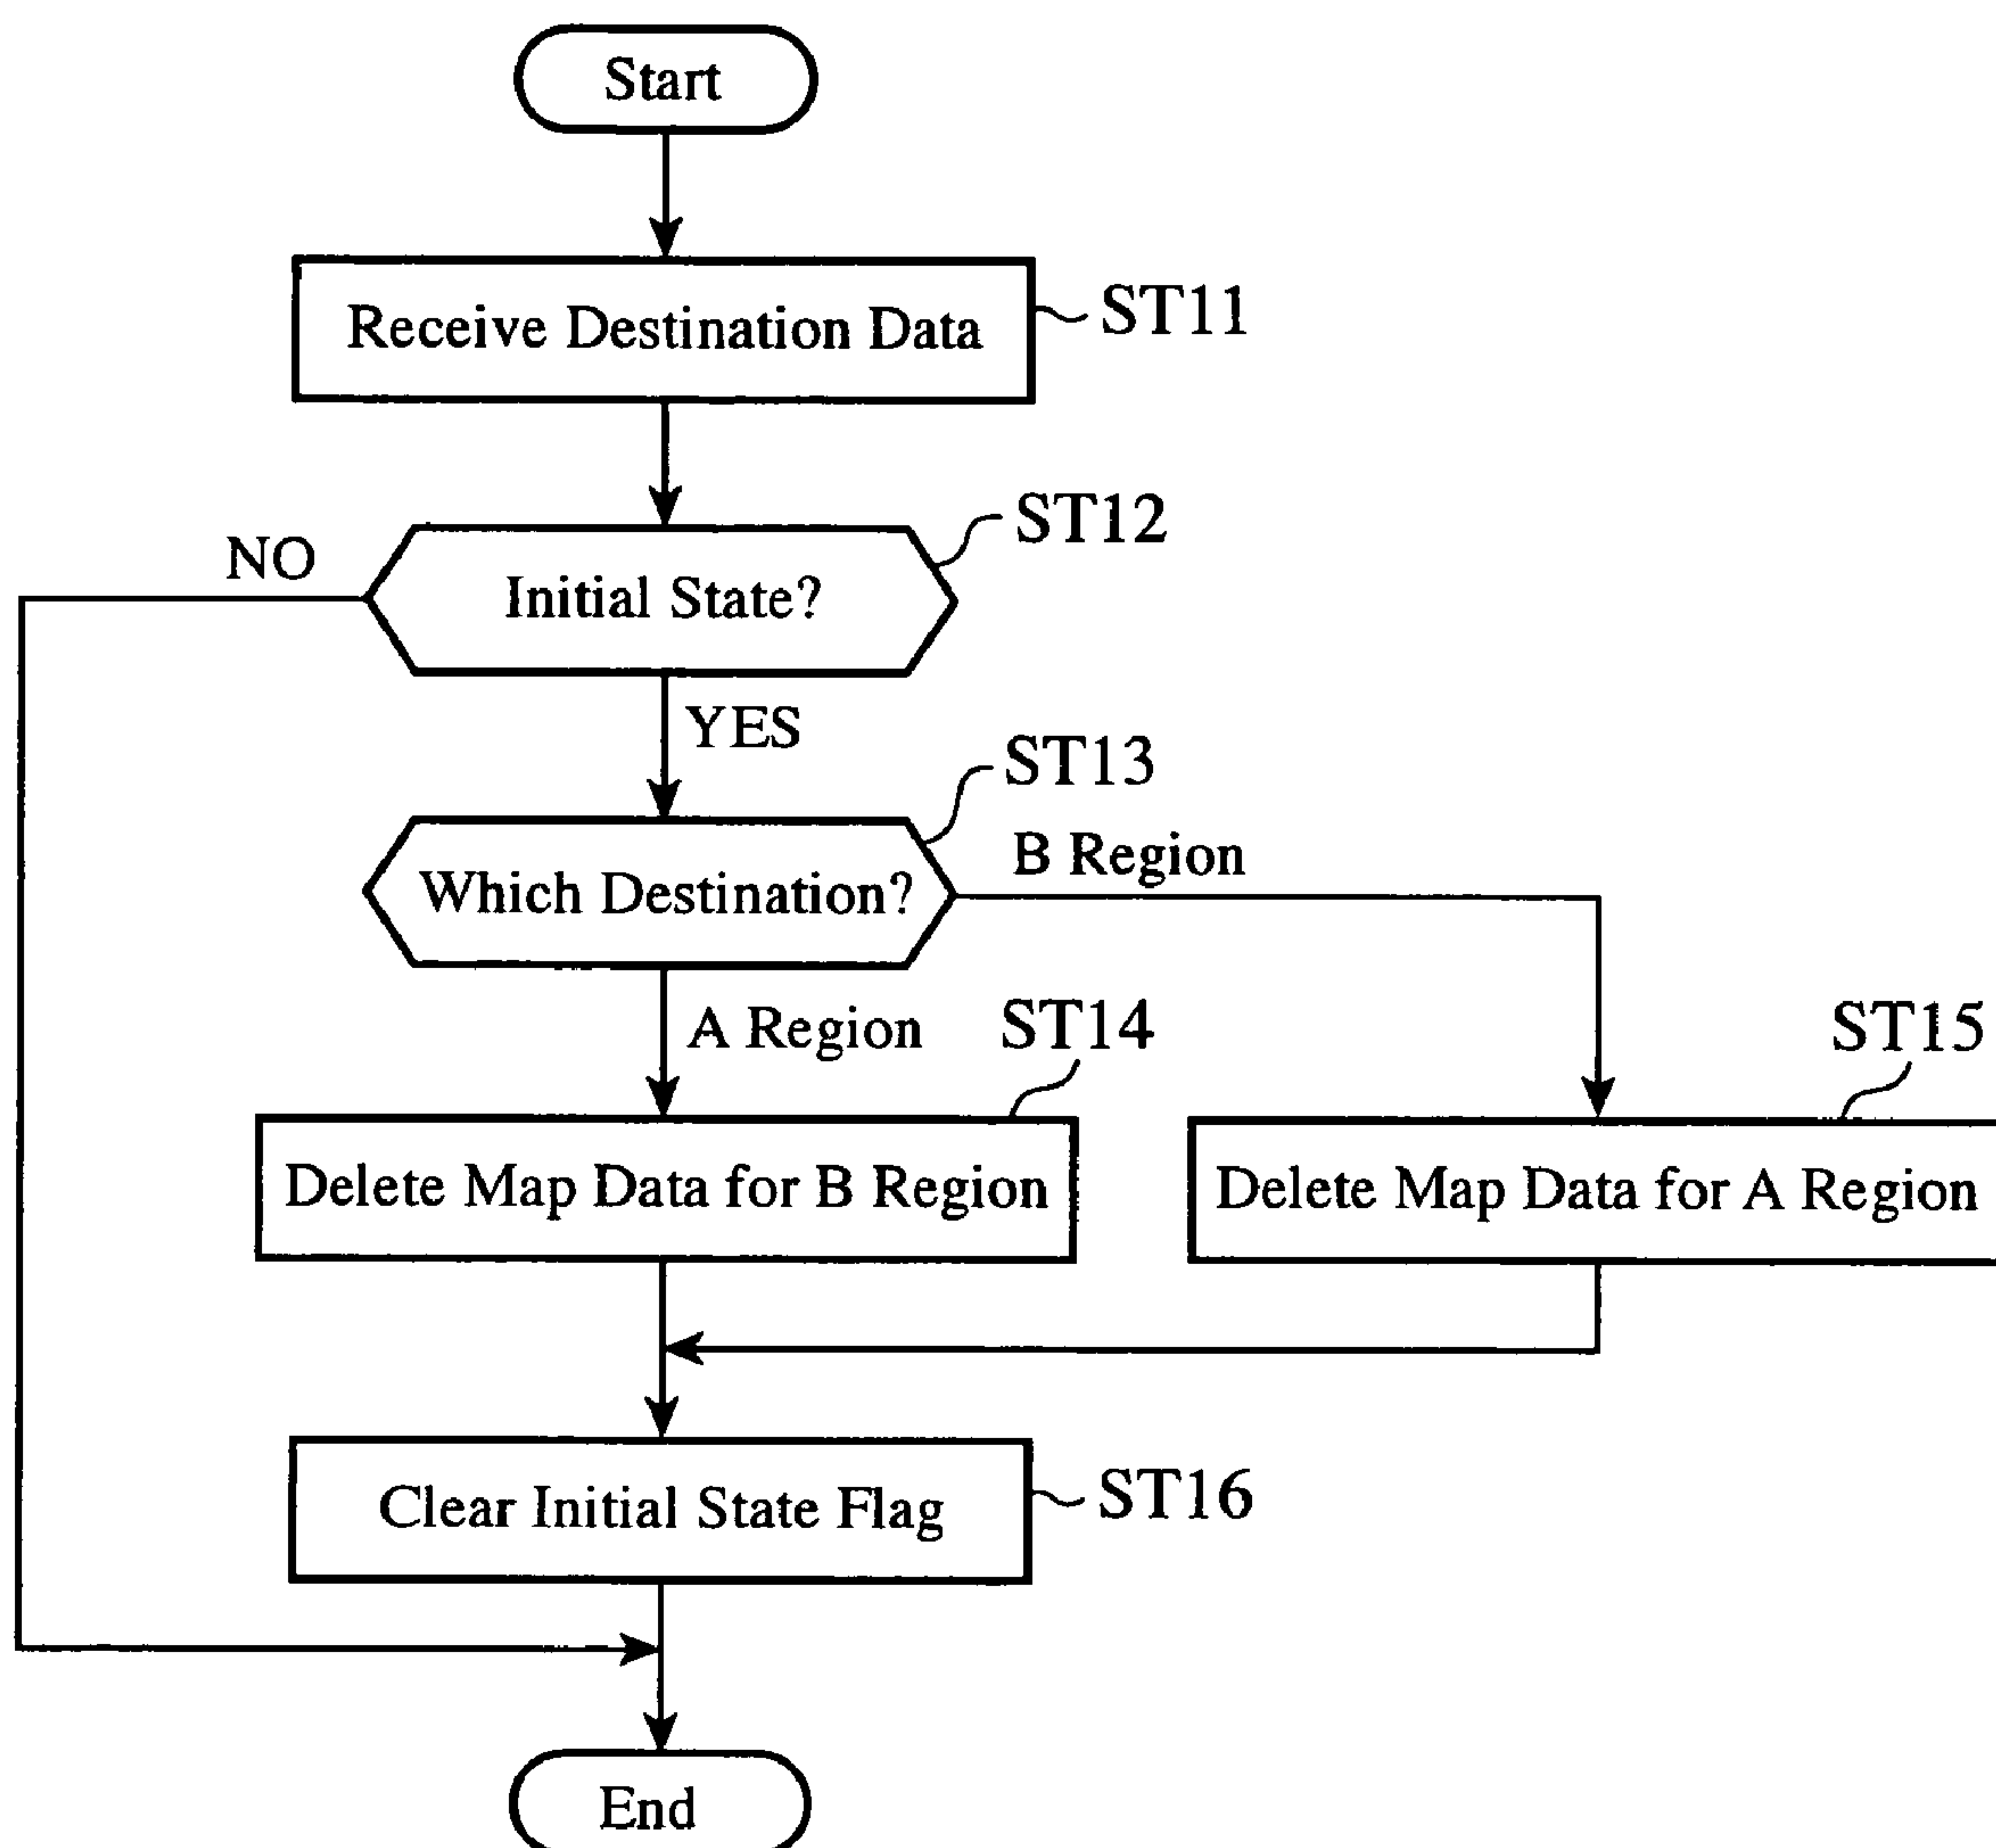 Start
Receive Destination Data
ST11
ST12
NO
Initial State?
YES
ST13
B Region
Which Destination?
A Region
ST14
ST15
Delete Map Data for B Region
Delete Map Data for A Region
Clear Initial State Flag
ST16
End